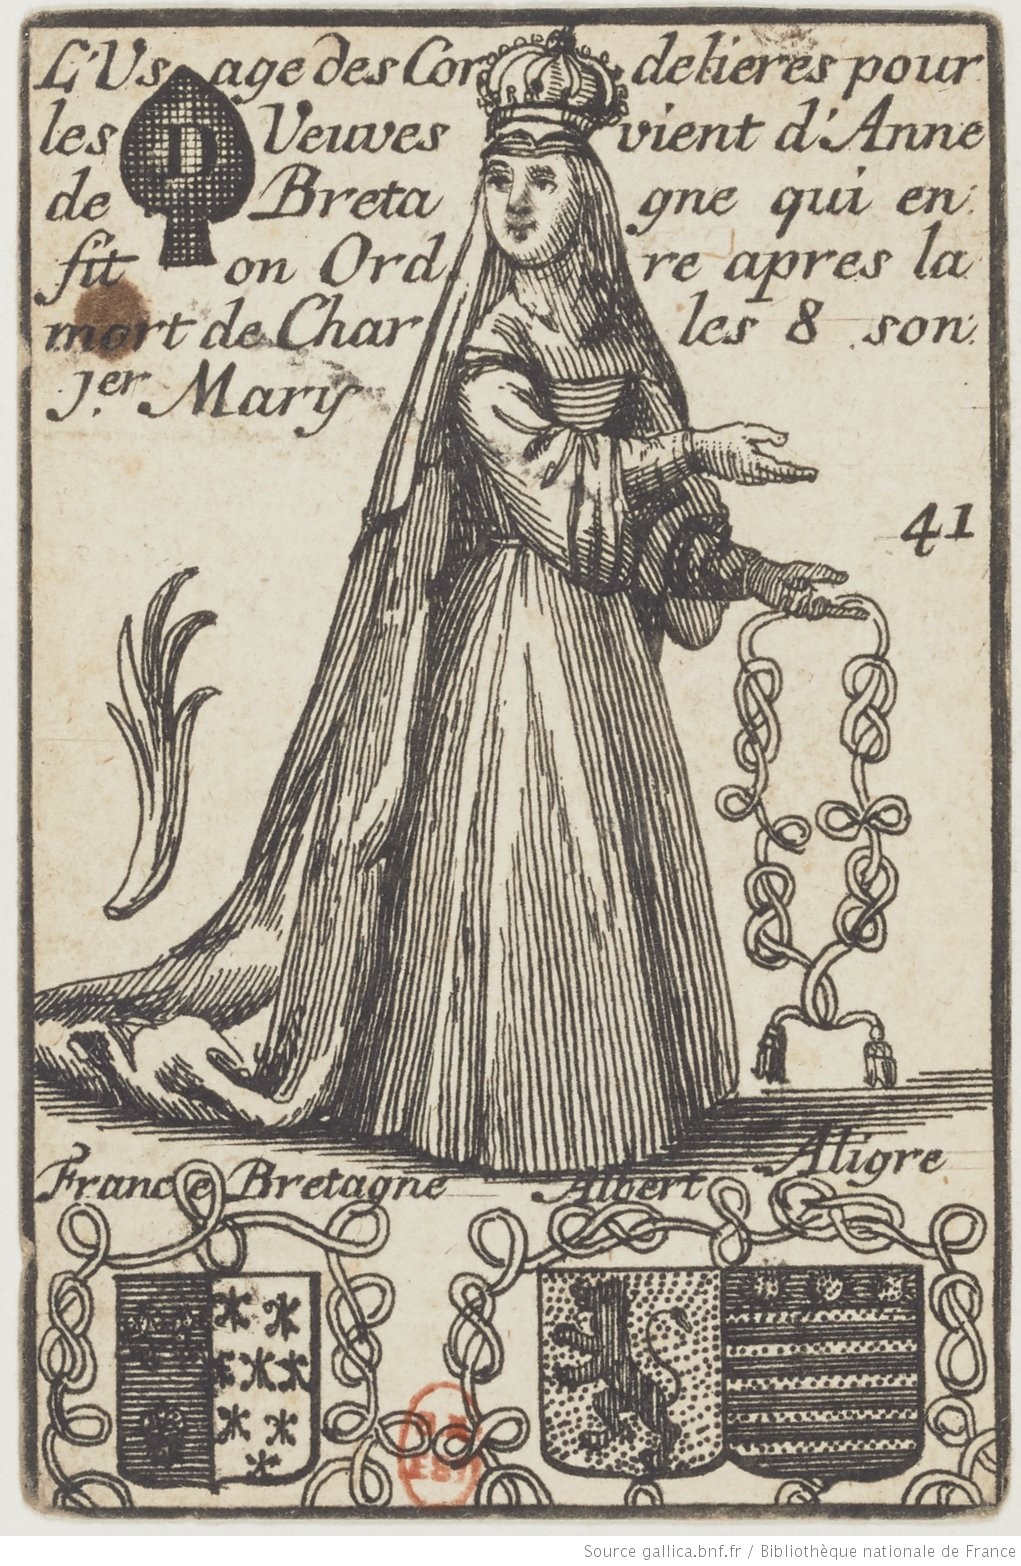 L'Usage des Cordelieres pour
les D Veuves vient d'Anne
de Bretagne qui en
fit on Ordre apres la
mort de Charles 8 son
1.er Mary
41
France Bretagne Albert Aligre
Source gallica.bnf.fr / Bibliothèque nationale de France